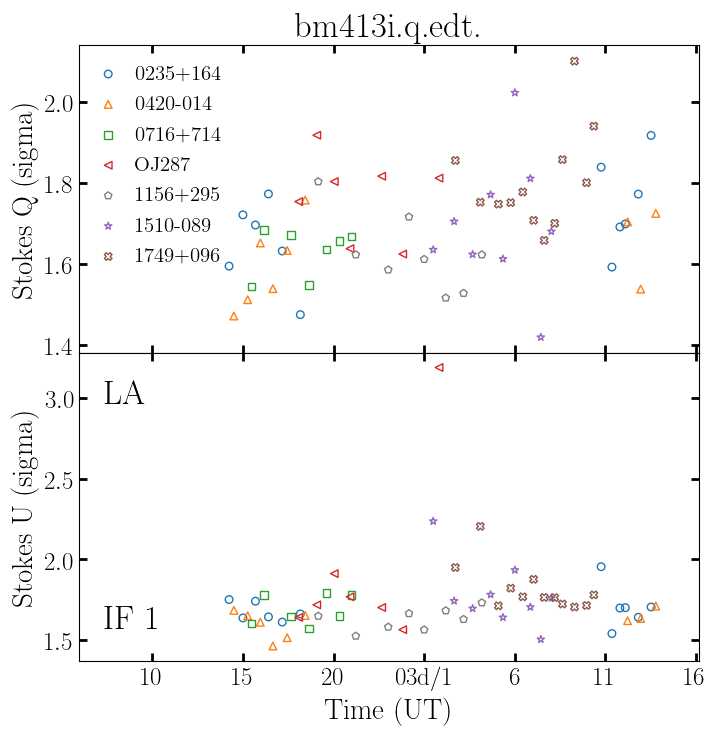 bm413i.q.edt.
0235+164
0420-014
0716+714
OJ287
1156+295
1510-089
1749+096
Stokes Q (sigma)
2.0
1.8
1.6
1.4
LA
IF 1
Stokes U (sigma)
3.0
2.5
2.0
1.5
10 15 20 03d/1 6 11 16
Time (UT)